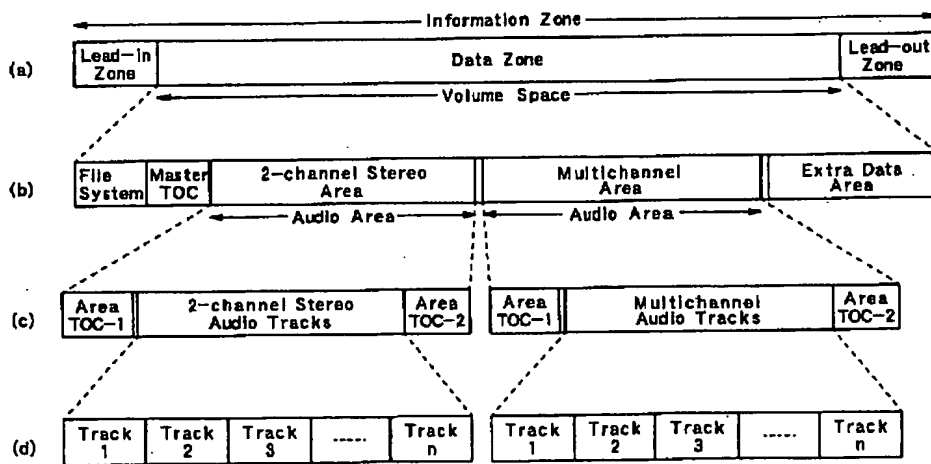 Information Zone
(a)
Lead-in
Zone
Data Zone
Lead-out
Zone
Volume Space
(b)
File
System
Master
TOC
2-channel Stereo
Area
Multichannel
Area
Extra Data
Area
Audio Area
Audio Area
(c)
Area
TOC-1
2-channel Stereo
Audio Tracks
Area
TOC-2
Area
TOC-1
Multichannel
Audio Tracks
Area
TOC-2
(d)
Track
1
Track
2
Track
3
-----
Track
n
Track
1
Track
2
Track
3
-----
Track
n